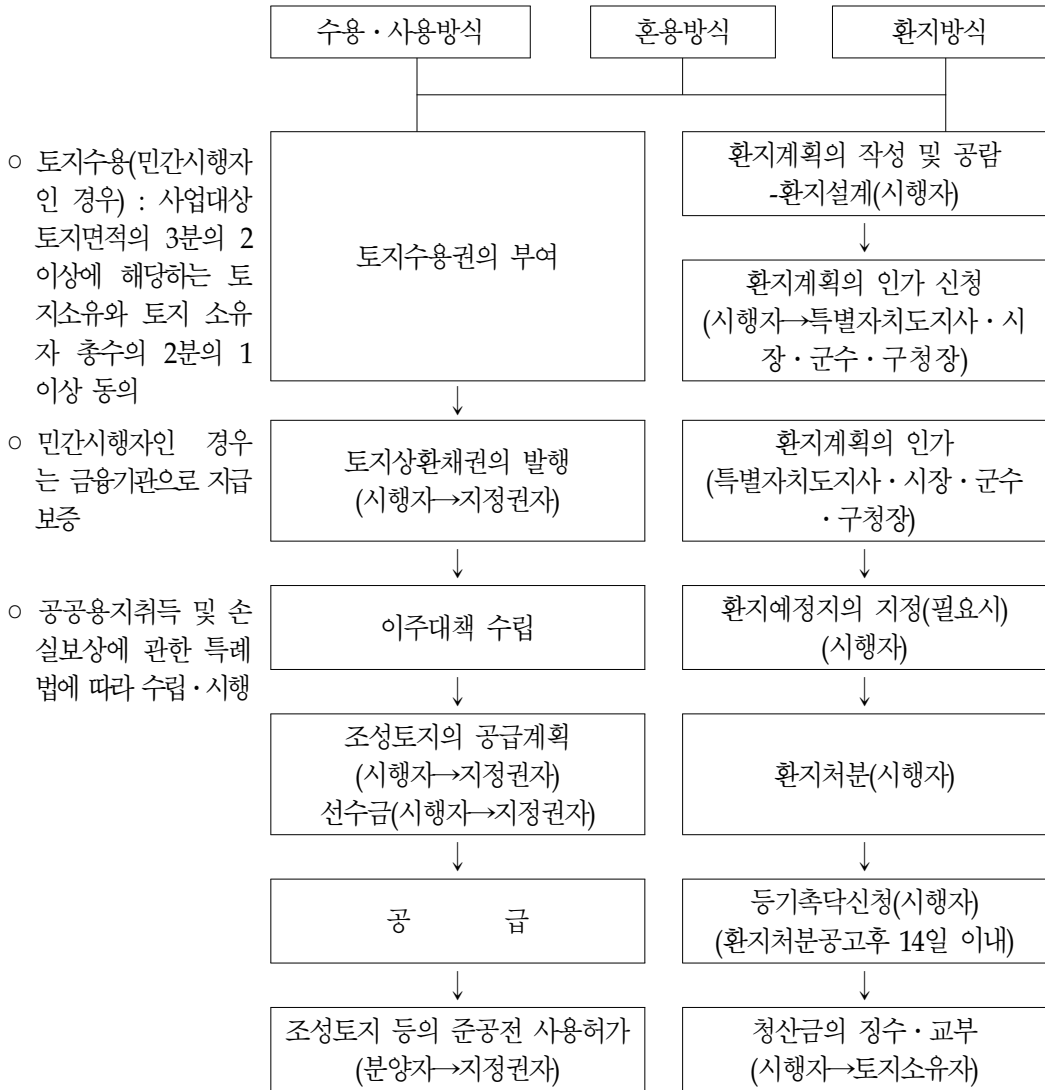 수용·사용방식
혼용방식
환지방식
○ 토지수용(민간시행자
인 경우) : 사업대상
토지면적의 3분의 2
이상에 해당하는 토
지소유와 토지 소유
자 총수의 2분의 1
이상 동의
토지수용권의 부여
환지계획의 작성 및 공람
-환지설계(시행자)
↓
환지계획의 인가 신청
(시행자→특별자치도지사·시
장·군수·구청장)
↓
○ 민간시행자인 경우
는 금융기관으로 지급
보증
토지상환채권의 발행
(시행자→지정권자)
환지계획의 인가
(특별자치도지사·시장·군수
·구청장)
↓
↓
○ 공공용지취득 및 손
실보상에 관한 특례
법에 따라 수립·시행
이주대책 수립
환지예정지의 지정(필요시)
(시행자)
↓
↓
조성토지의 공급계획
(시행자→지정권자)
선수금(시행자→지정권자)
환지처분(시행자)
↓
↓
공 급
등기촉탁신청(시행자)
(환지처분공고후 14일 이내)
↓
↓
조성토지 등의 준공전 사용허가
(분양자→지정권자)
청산금의 징수·교부
(시행자→토지소유자)